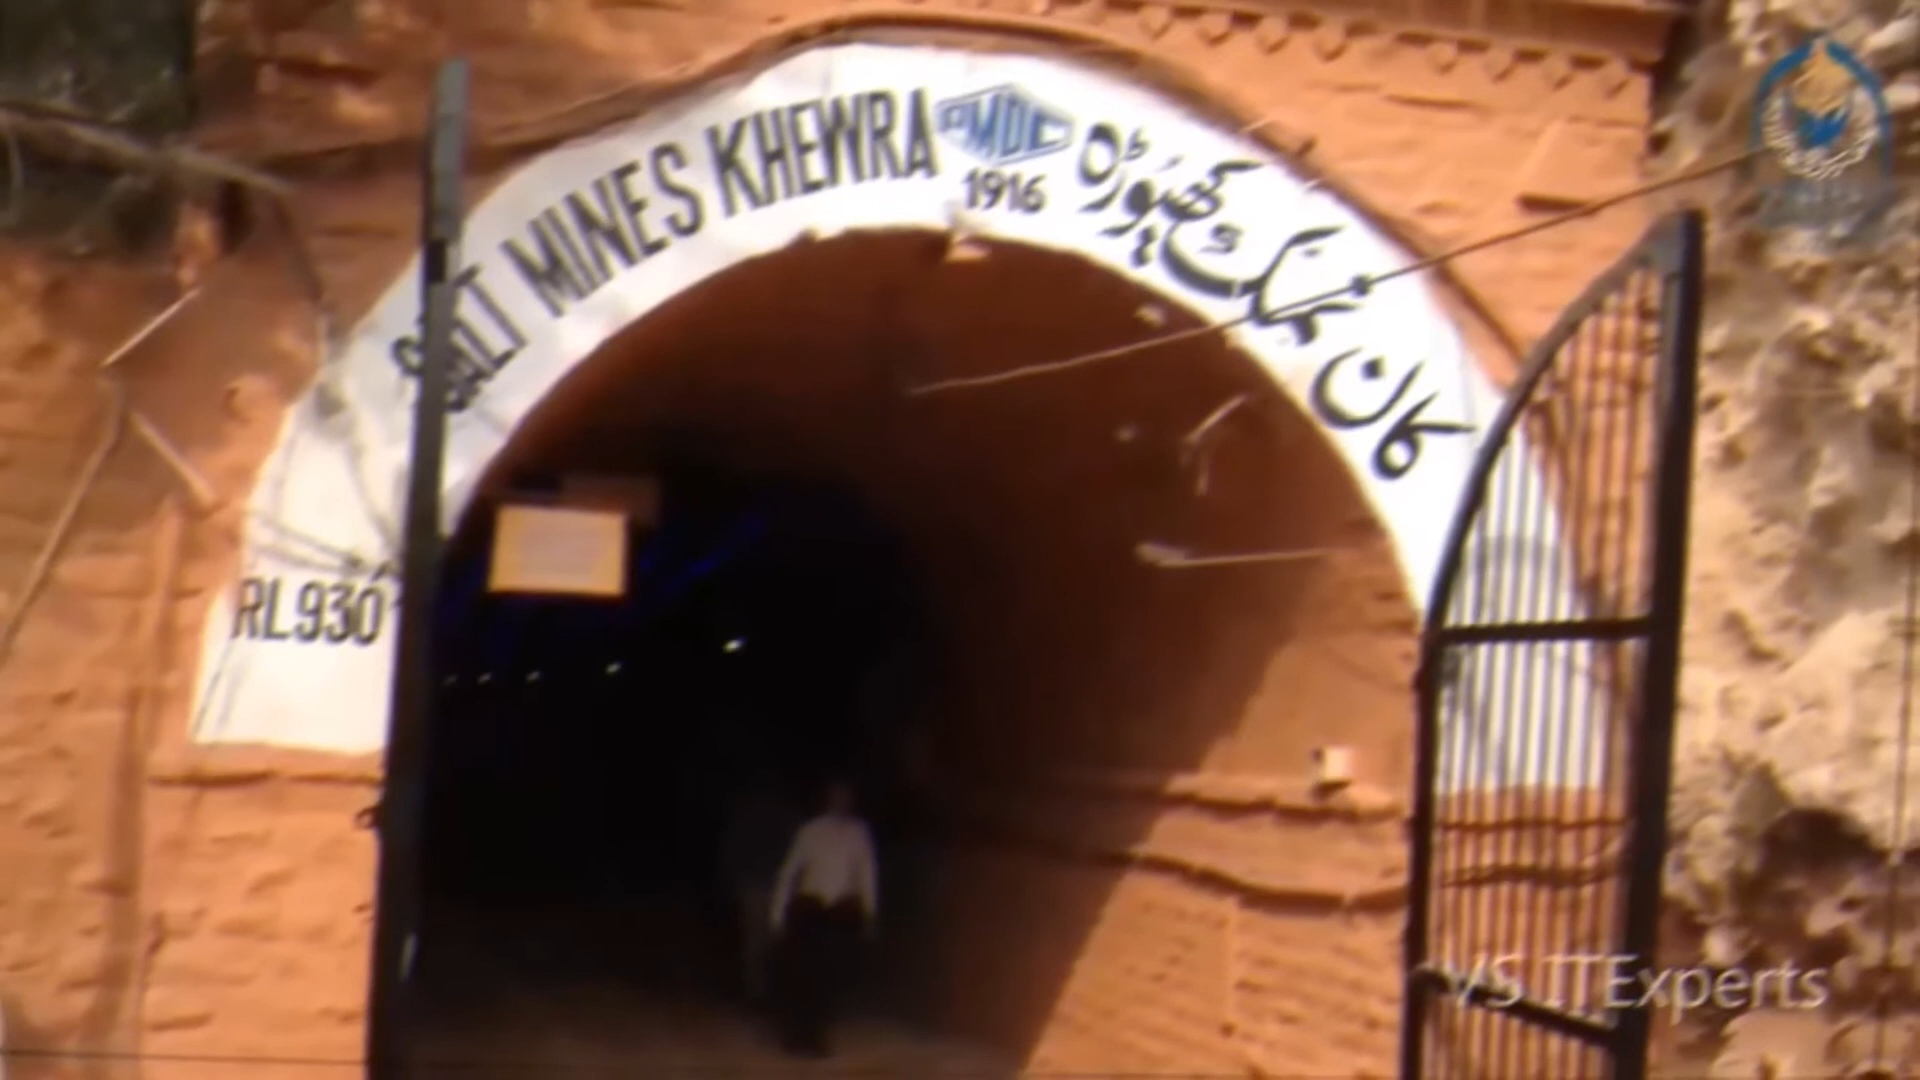 SALT MINES KHEWRA
PMDC
1916
کان نمک کھیوڑہ
RL930
VS ITExperts